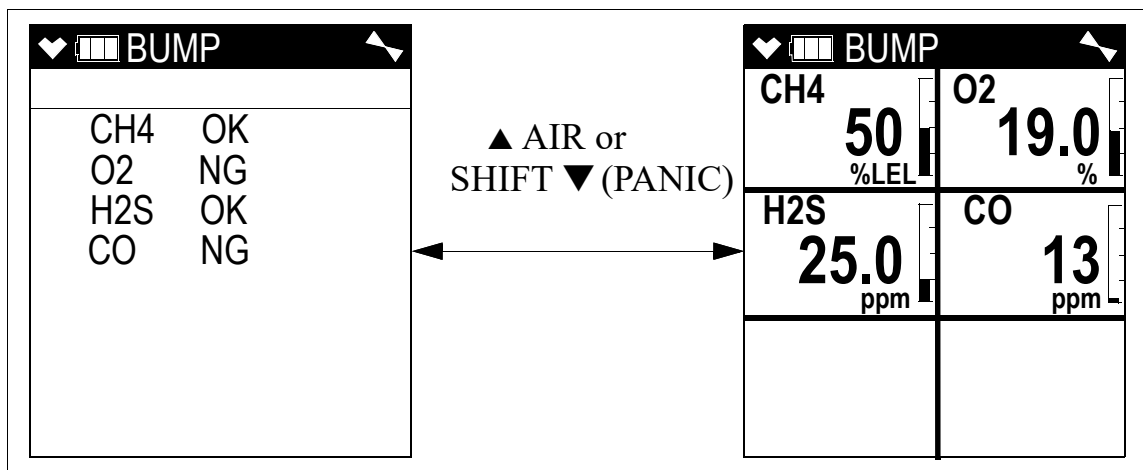 BUMP
CH4 OK
O2 NG
H2S OK
CO NG
▲ AIR or
SHIFT ▼ (PANIC)
BUMP
CH4
50
%LEL
O2
19.0
%
H2S
25.0
ppm
CO
13
ppm